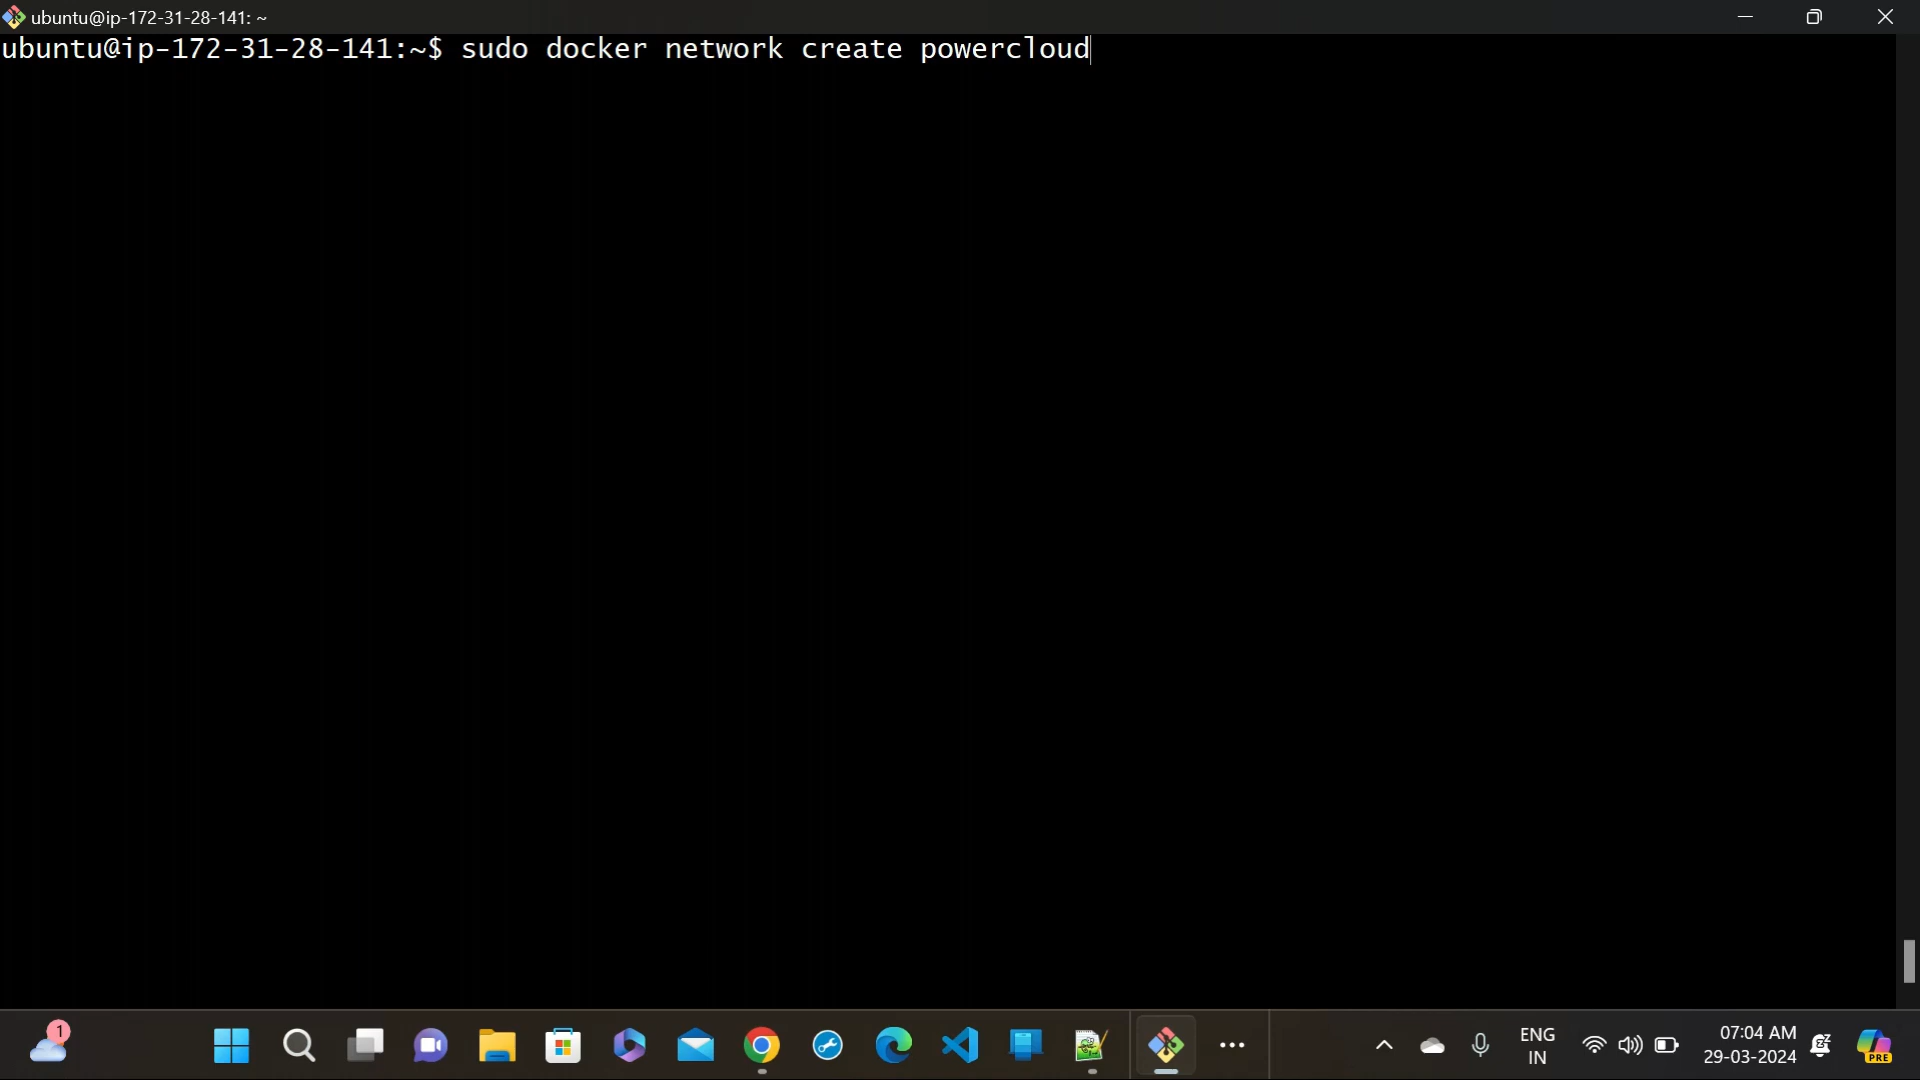 ubuntu@ip-172-31-28-141: ~
ubuntu@ip-172-31-28-141:~$ sudo docker network create powercloud
1
ENG
IN
07:04 AM
29-03-2024
PRE